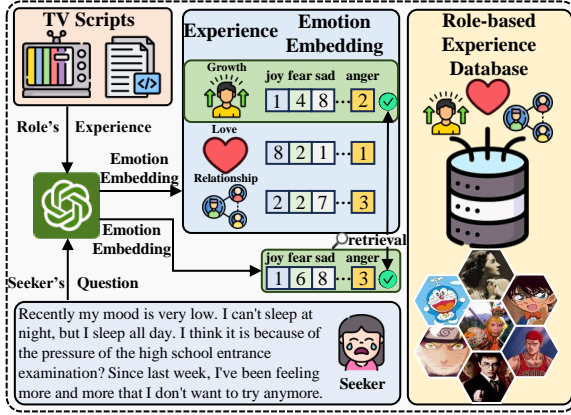 TV Scripts
Role's Experience
Emotion
Embedding
Emotion
Embedding
Seeker's Question
Experience Emotion
Embedding
Growth
joy fear sad anger
1 4 8 ... 2
Love
8 2 1 ... 1
Relationship
2 2 7 ... 3
retrieval
joy fear sad anger
1 6 8 ... 3
Recently my mood is very low. I can't sleep at
night, but I sleep all day. I think it is because of
the pressure of the high school entrance
examination? Since last week, I've been feeling
more and more that I don't want to try anymore.
Seeker
Role-based
Experience
Database